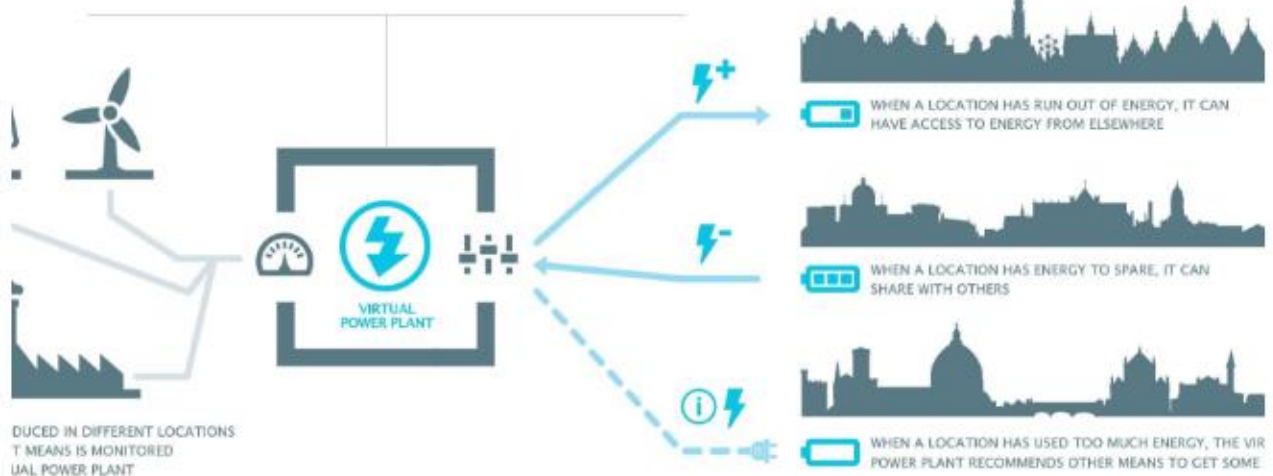 WHEN A LOCATION HAS RUN OUT OF ENERGY, IT CAN
HAVE ACCESS TO ENERGY FROM ELSEWHERE
VIRTUAL
POWER PLANT
WHEN A LOCATION HAS ENERGY TO SPARE, IT CAN
SHARE WITH OTHERS
DUCED IN DIFFERENT LOCATIONS
T MEANS IS MONITORED
UAL POWER PLANT
WHEN A LOCATION HAS USED TOO MUCH ENERGY, THE VIR
POWER PLANT RECOMMENDS OTHER MEANS TO GET SOME